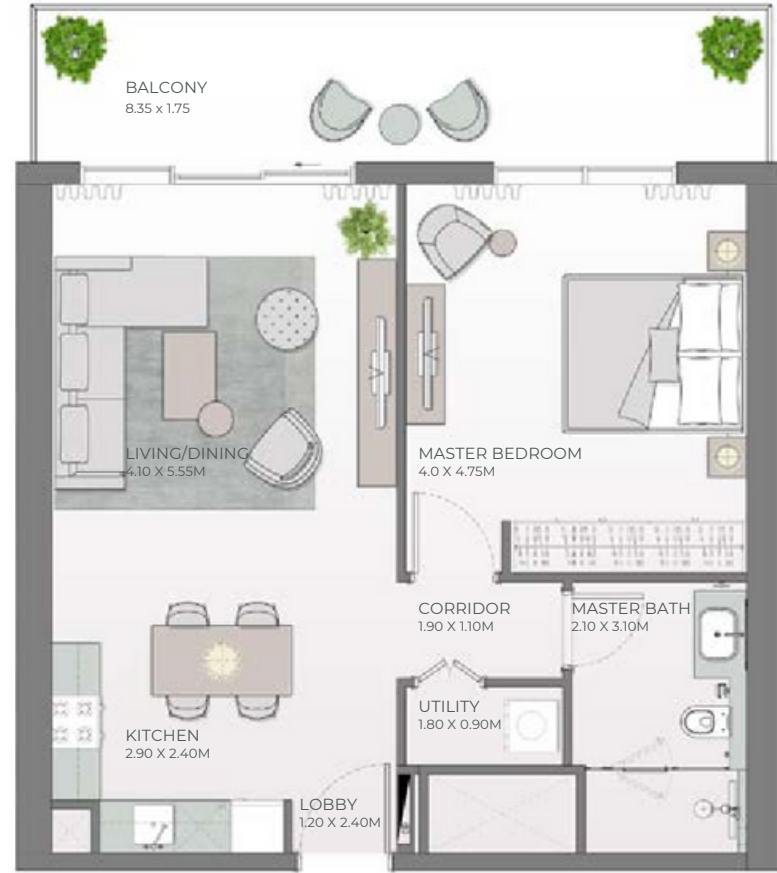 BALCONY
8.35 x 1.75
LIVING/DINING
4.10 X 5.55M
MASTER BEDROOM
4.0 X 4.75M
CORRIDOR
1.90 X 1.10M
MASTER BATH
2.10 X 3.10M
UTILITY
1.80 X 0.90M
KITCHEN
2.90 X 2.40M
LOBBY
1.20 X 2.40M